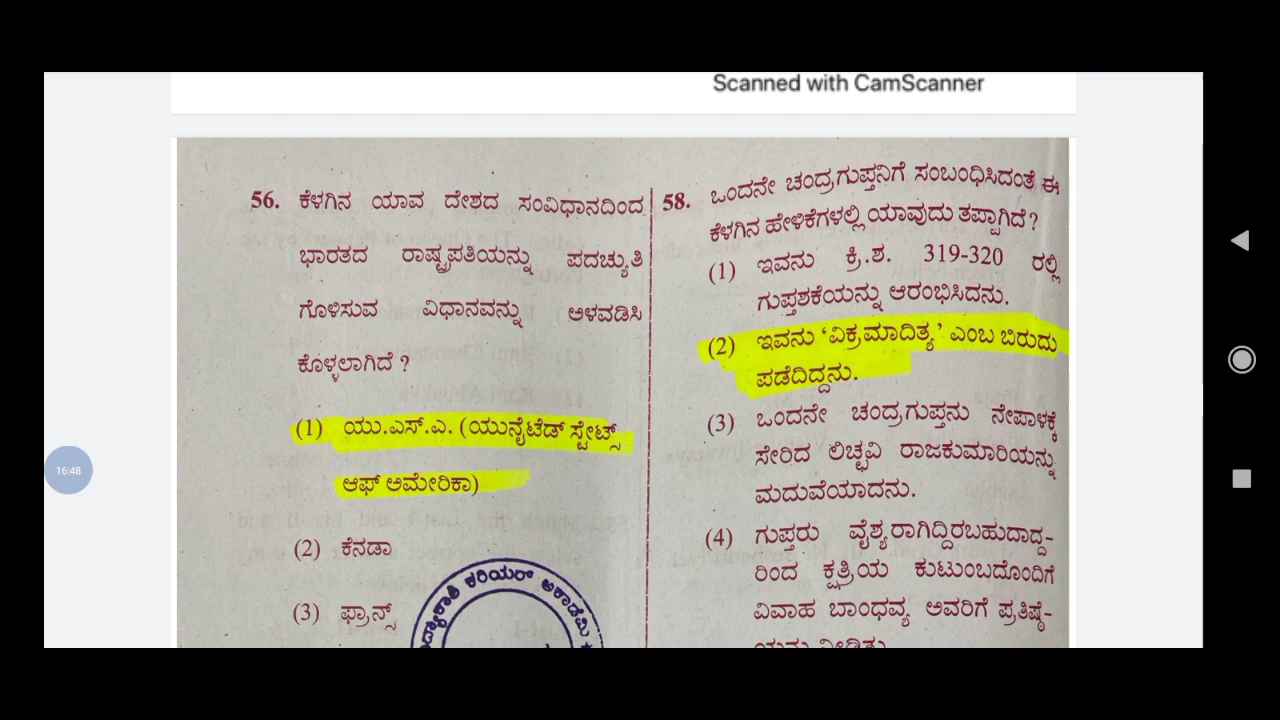 Scanned with CamScanner
56. ಕೆಳಗಿನ ಯಾವ ದೇಶದ ಸಂವಿಧಾನದಿಂದ
ಭಾರತದ ರಾಷ್ಟ್ರಪತಿಯನ್ನು ಪದಚ್ಯುತಿ
ಗೊಳಿಸುವ ವಿಧಾನವನ್ನು ಅಳವಡಿಸಿ
ಕೊಳ್ಳಲಾಗಿದೆ ?
(1) ಯು.ಎಸ್.ಎ. (ಯುನೈಟೆಡ್ ಸ್ಟೇಟ್ಸ್
ಆಫ್ ಅಮೇರಿಕಾ)
(2) ಕೆನಡಾ
(3) ಫ್ರಾನ್ಸ್
ಕರಿಯರ್ ಅಕಾಡೆಮಿ
58. ಒಂದನೇ ಚಂದ್ರಗುಪ್ತನಿಗೆ ಸಂಬಂಧಿಸಿದಂತೆ ಈ
ಕೆಳಗಿನ ಹೇಳಿಕೆಗಳಲ್ಲಿ ಯಾವುದು ತಪ್ಪಾಗಿದೆ ?
(1) ಇವನು ಕ್ರಿ.ಶ. 319-320 ರಲ್ಲಿ
ಗುಪ್ತಶಕೆಯನ್ನು ಆರಂಭಿಸಿದನು.
(2) ಇವನು ‘ವಿಕ್ರಮಾದಿತ್ಯ’ ಎಂಬ ಬಿರುದು
ಪಡೆದಿದ್ದನು.
(3) ಒಂದನೇ ಚಂದ್ರಗುಪ್ತನು ನೇಪಾಳಕ್ಕೆ
ಸೇರಿದ ಲಿಚ್ಛವಿ ರಾಜಕುಮಾರಿಯನ್ನು
ಮದುವೆಯಾದನು.
(4) ಗುಪ್ತರು ವೈಶ್ಯರಾಗಿದ್ದಿರಬಹುದಾದ್ದ-
ರಿಂದ ಕ್ಷತ್ರಿಯ ಕುಟುಂಬದೊಂದಿಗೆ
ವಿವಾಹ ಬಾಂಧವ್ಯ ಅವರಿಗೆ ಪ್ರತಿಷ್ಠೆ-
16:48